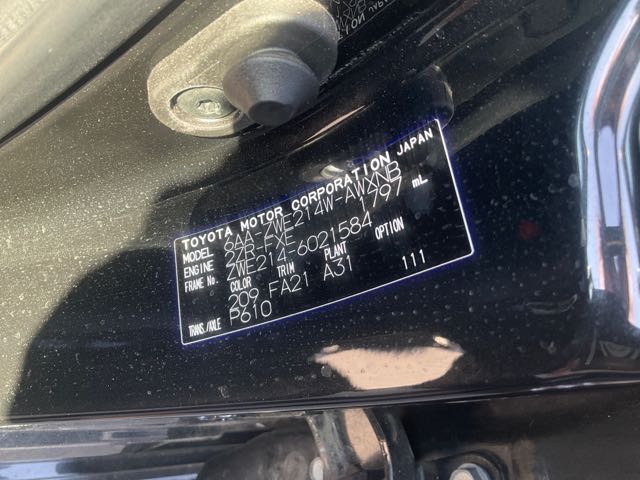 TOYOTA MOTOR CORPORATION JAPAN
MODEL 6AA-ZWE214W-AWXNB
ENGINE 2ZR-FXE 1797 mL
FRAME No. ZWE214-6021584
COLOR TRIM PLANT OPTION
209 FA21 A31 111
TRANS./AXLE P610